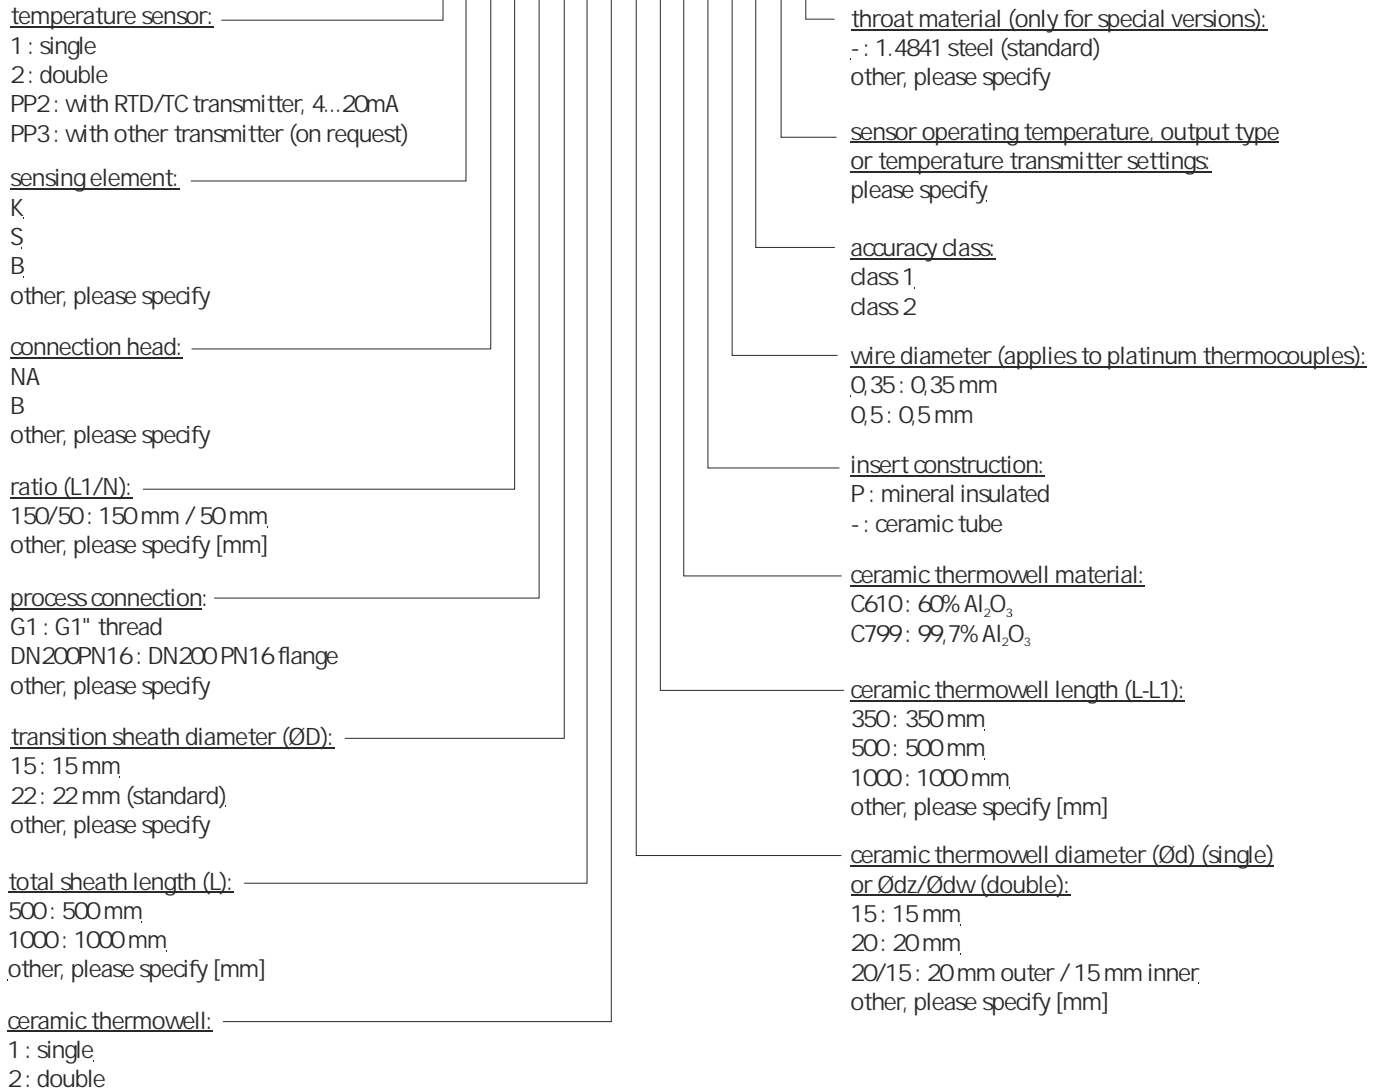 temperature sensor:
1 : single
2 : double
PP2 : with RTD/TC transmitter, 4...20mA
PP3 : with other transmitter (on request)
sensing element:
K
S
B
other, please specify
connection head:
NA
B
other, please specify
ratio (L1/N):
150/50 : 150 mm / 50 mm
other, please specify [mm]
process connection:
G1 : G1" thread
DN200PN16 : DN200 PN16 flange
other, please specify
transition sheath diameter (ØD):
15 : 15 mm
22 : 22 mm (standard)
other, please specify
total sheath length (L):
500 : 500 mm
1000 : 1000 mm
other, please specify [mm]
ceramic thermowell:
1 : single
2 : double
throat material (only for special versions):
- : 1.4841 steel (standard)
other, please specify
sensor operating temperature, output type
or temperature transmitter settings:
please specify
accuracy class:
class 1
class 2
wire diameter (applies to platinum thermocouples):
0,35 : 0,35 mm
0,5 : 0,5 mm
insert construction:
P : mineral insulated
- : ceramic tube
ceramic thermowell material:
C610 : 60% Al₂O₃
C799 : 99,7% Al₂O₃
ceramic thermowell length (L-L1):
350 : 350 mm
500 : 500 mm
1000 : 1000 mm
other, please specify [mm]
ceramic thermowell diameter (Ød) (single)
or Ødz/Ødw (double):
15 : 15 mm
20 : 20 mm
20/15 : 20 mm outer / 15 mm inner
other, please specify [mm]